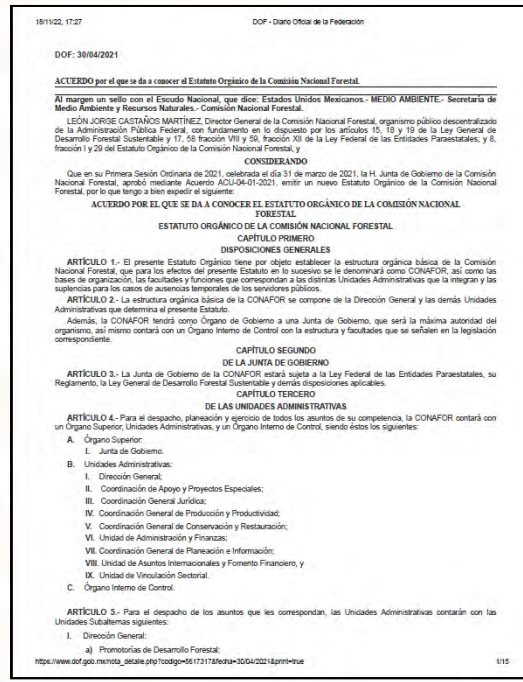 18/11/22, 17:27 DOF - Diario Oficial de la Federación
DOF: 30/04/2021
ACUERDO por el que se da a conocer el Estatuto Orgánico de la Comisión Nacional Forestal.
Al margen un sello con el Escudo Nacional, que dice: Estados Unidos Mexicanos.- MEDIO AMBIENTE.- Secretaría de
Medio Ambiente y Recursos Naturales.- Comisión Nacional Forestal.
LEÓN JORGE CASTAÑOS MARTÍNEZ, Director General de la Comisión Nacional Forestal, organismo público descentralizado
de la Administración Pública Federal, con fundamento en lo dispuesto por los artículos 15, 18 y 19 de la Ley General de
Desarrollo Forestal Sustentable y 17, 58 fracción VIII y 59, fracción XII de la Ley Federal de las Entidades Paraestatales; y 8,
fracción I y 29 del Estatuto Orgánico de la Comisión Nacional Forestal, y
CONSIDERANDO
Que en su Primera Sesión Ordinaria de 2021, celebrada el día 31 de marzo de 2021, la H. Junta de Gobierno de la Comisión
Nacional Forestal, aprobó mediante Acuerdo ACU-04-01-2021, emitir un nuevo Estatuto Orgánico de la Comisión Nacional
Forestal, por lo que tengo a bien expedir el siguiente:
ACUERDO POR EL QUE SE DA A CONOCER EL ESTATUTO ORGÁNICO DE LA COMISIÓN NACIONAL
FORESTAL
ESTATUTO ORGÁNICO DE LA COMISIÓN NACIONAL FORESTAL
CAPÍTULO PRIMERO
DISPOSICIONES GENERALES
ARTÍCULO 1.- El presente Estatuto Orgánico tiene por objeto establecer la estructura orgánica básica de la Comisión
Nacional Forestal, que para los efectos del presente Estatuto en lo sucesivo se le denominará como CONAFOR, así como las
bases de organización, las facultades y funciones que correspondan a las distintas Unidades Administrativas que la integran y las
suplencias para los casos de ausencias temporales de los servidores públicos.
ARTÍCULO 2.- La estructura orgánica básica de la CONAFOR se compone de la Dirección General y las demás Unidades
Administrativas que determina el presente Estatuto.
Además, la CONAFOR tendrá como Órgano de Gobierno a una Junta de Gobierno, que será la máxima autoridad del
organismo, así mismo contará con un Órgano Interno de Control con la estructura y facultades que se señalen en la legislación
correspondiente.
CAPÍTULO SEGUNDO
DE LA JUNTA DE GOBIERNO
ARTÍCULO 3.- La Junta de Gobierno de la CONAFOR estará sujeta a la Ley Federal de las Entidades Paraestatales, su
Reglamento, la Ley General de Desarrollo Forestal Sustentable y demás disposiciones aplicables.
CAPÍTULO TERCERO
DE LAS UNIDADES ADMINISTRATIVAS
ARTÍCULO 4.- Para el despacho, planeación y ejercicio de todos los asuntos de su competencia, la CONAFOR contará con
un Órgano Superior, Unidades Administrativas, y un Órgano Interno de Control, siendo éstos los siguientes:
A. Órgano Superior:
I. Junta de Gobierno.
B. Unidades Administrativas:
I. Dirección General;
II. Coordinación de Apoyo y Proyectos Especiales;
III. Coordinación General Jurídica;
IV. Coordinación General de Producción y Productividad;
V. Coordinación General de Conservación y Restauración;
VI. Unidad de Administración y Finanzas;
VII. Coordinación General de Planeación e Información;
VIII. Unidad de Asuntos Internacionales y Fomento Financiero, y
IX. Unidad de Vinculación Sectorial.
C. Órgano Interno de Control.
ARTÍCULO 5.- Para el despacho de los asuntos que les correspondan, las Unidades Administrativas contarán con las
Unidades Subalternas siguientes:
I. Dirección General:
a) Promotorías de Desarrollo Forestal;
https://www.dof.gob.mx/nota_detalle.php?codigo=5617317&fecha=30/04/2021&print=true 1/15